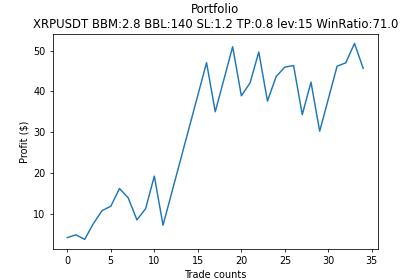 Portfolio
XRPUSDT BBM:2.8 BBL:140 SL:1.2 TP:0.8 lev:15 WinRatio:71.0
Profit ($)
50
40
30
20
10
0 5 10 15 20 25 30 35
Trade counts